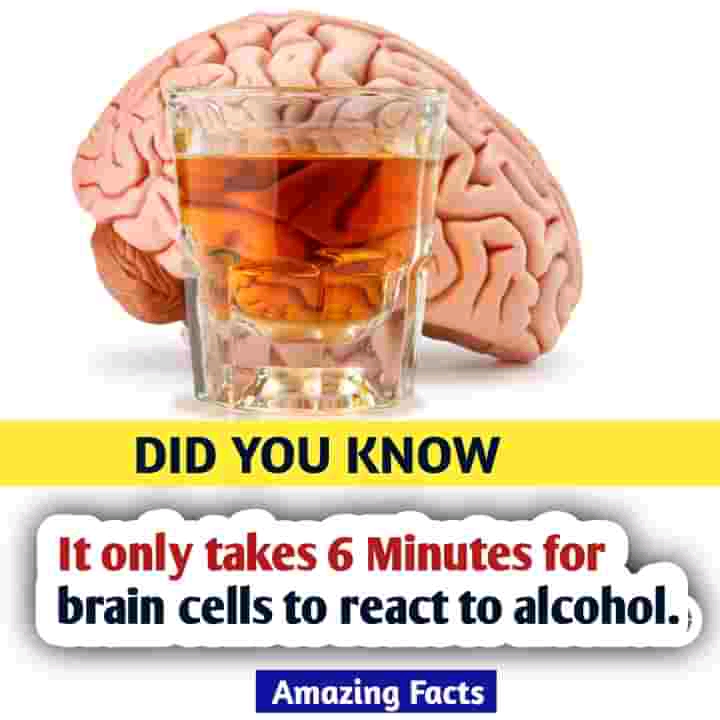 DID YOU KNOW
It only takes 6 Minutes for
brain cells to react to alcohol.
Amazing Facts